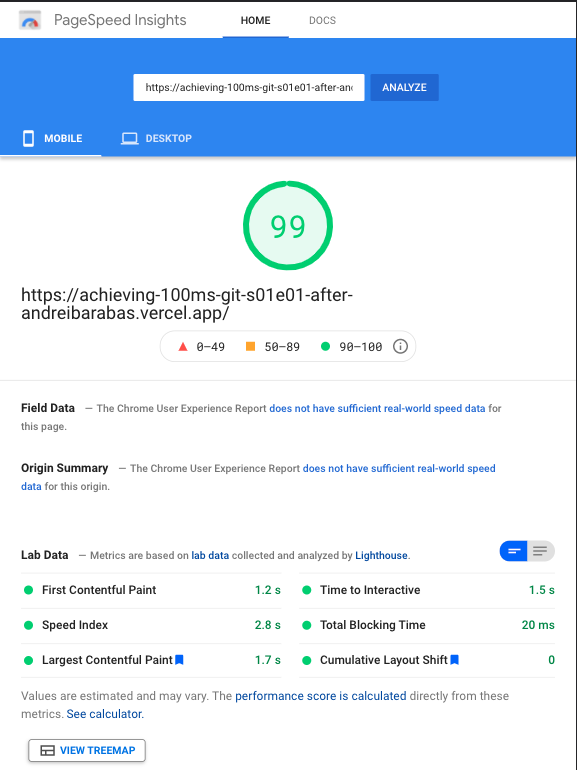 PageSpeed Insights
HOME
DOCS
https://achieving-100ms-git-s01e01-after-an
ANALYZE
MOBILE
DESKTOP
99
https://achieving-100ms-git-s01e01-after-
andreibarabas.vercel.app/
0–49
50–89
90–100
Field Data — The Chrome User Experience Report does not have sufficient real-world speed data for
this page.
Origin Summary — The Chrome User Experience Report does not have sufficient real-world speed
data for this origin.
Lab Data — Metrics are based on lab data collected and analyzed by Lighthouse.
First Contentful Paint 1.2 s
Time to Interactive 1.5 s
Speed Index 2.8 s
Total Blocking Time 20 ms
Largest Contentful Paint 1.7 s
Cumulative Layout Shift 0
Values are estimated and may vary. The performance score is calculated directly from these
metrics. See calculator.
VIEW TREEMAP